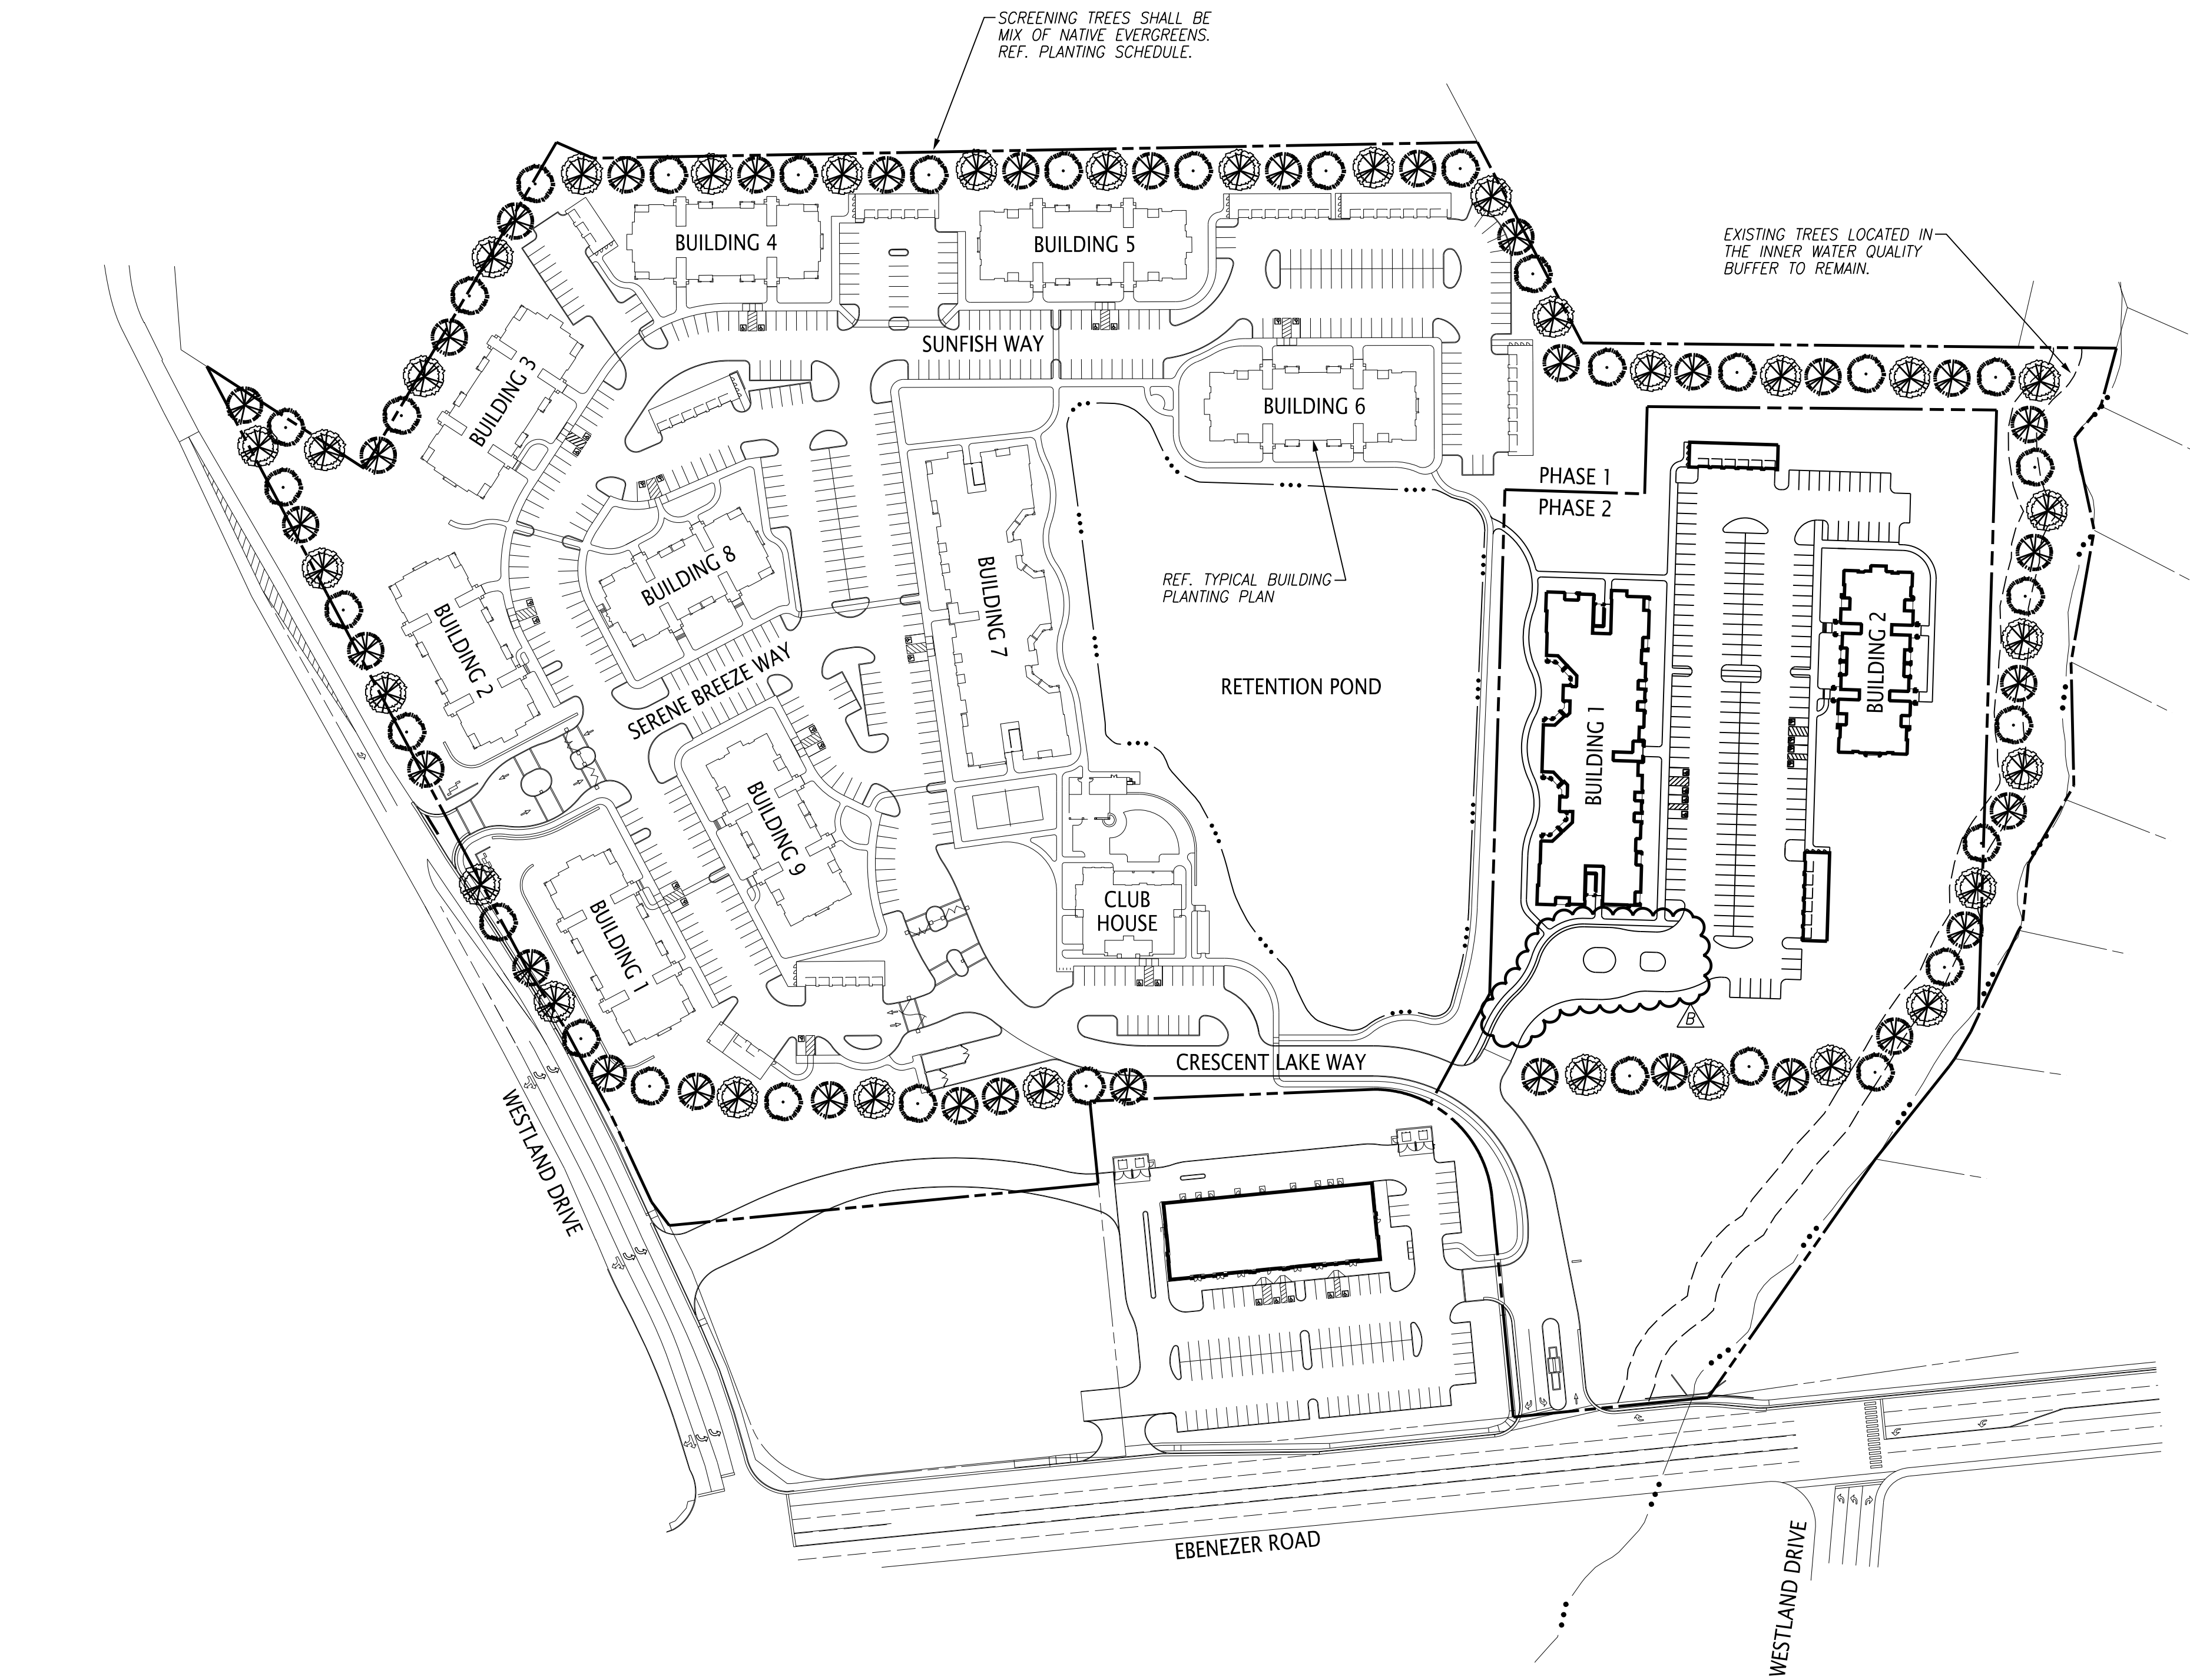 SCREENING TREES SHALL BE
MIX OF NATIVE EVERGREENS.
REF. PLANTING SCHEDULE.
EXISTING TREES LOCATED IN
THE INNER WATER QUALITY
BUFFER TO REMAIN.
BUILDING 4
BUILDING 5
SUNFISH WAY
BUILDING 3
BUILDING 6
PHASE 1
PHASE 2
BUILDING 8
BUILDING 7
REF. TYPICAL BUILDING
PLANTING PLAN
BUILDING 2
SERENE BREEZE WAY
RETENTION POND
BUILDING 1
BUILDING 2
BUILDING 9
CLUB
HOUSE
BUILDING 1
B
CRESCENT LAKE WAY
WESTLAND DRIVE
EBENEZER ROAD
WESTLAND DRIVE